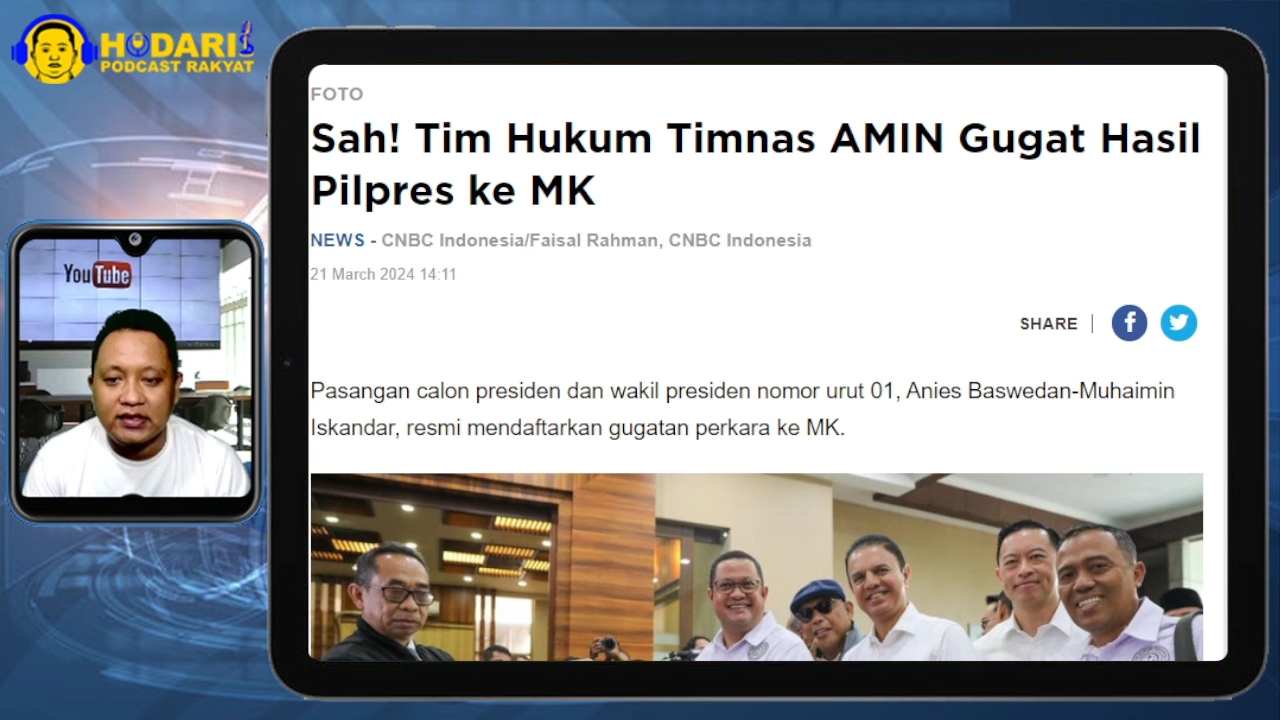 HODARI
PODCAST RAKYAT
YouTube
FOTO
Sah! Tim Hukum Timnas AMIN Gugat Hasil
Pilpres ke MK
NEWS - CNBC Indonesia/Faisal Rahman, CNBC Indonesia
21 March 2024 14:11
SHARE
Pasangan calon presiden dan wakil presiden nomor urut 01, Anies Baswedan-Muhaimin
Iskandar, resmi mendaftarkan gugatan perkara ke MK.